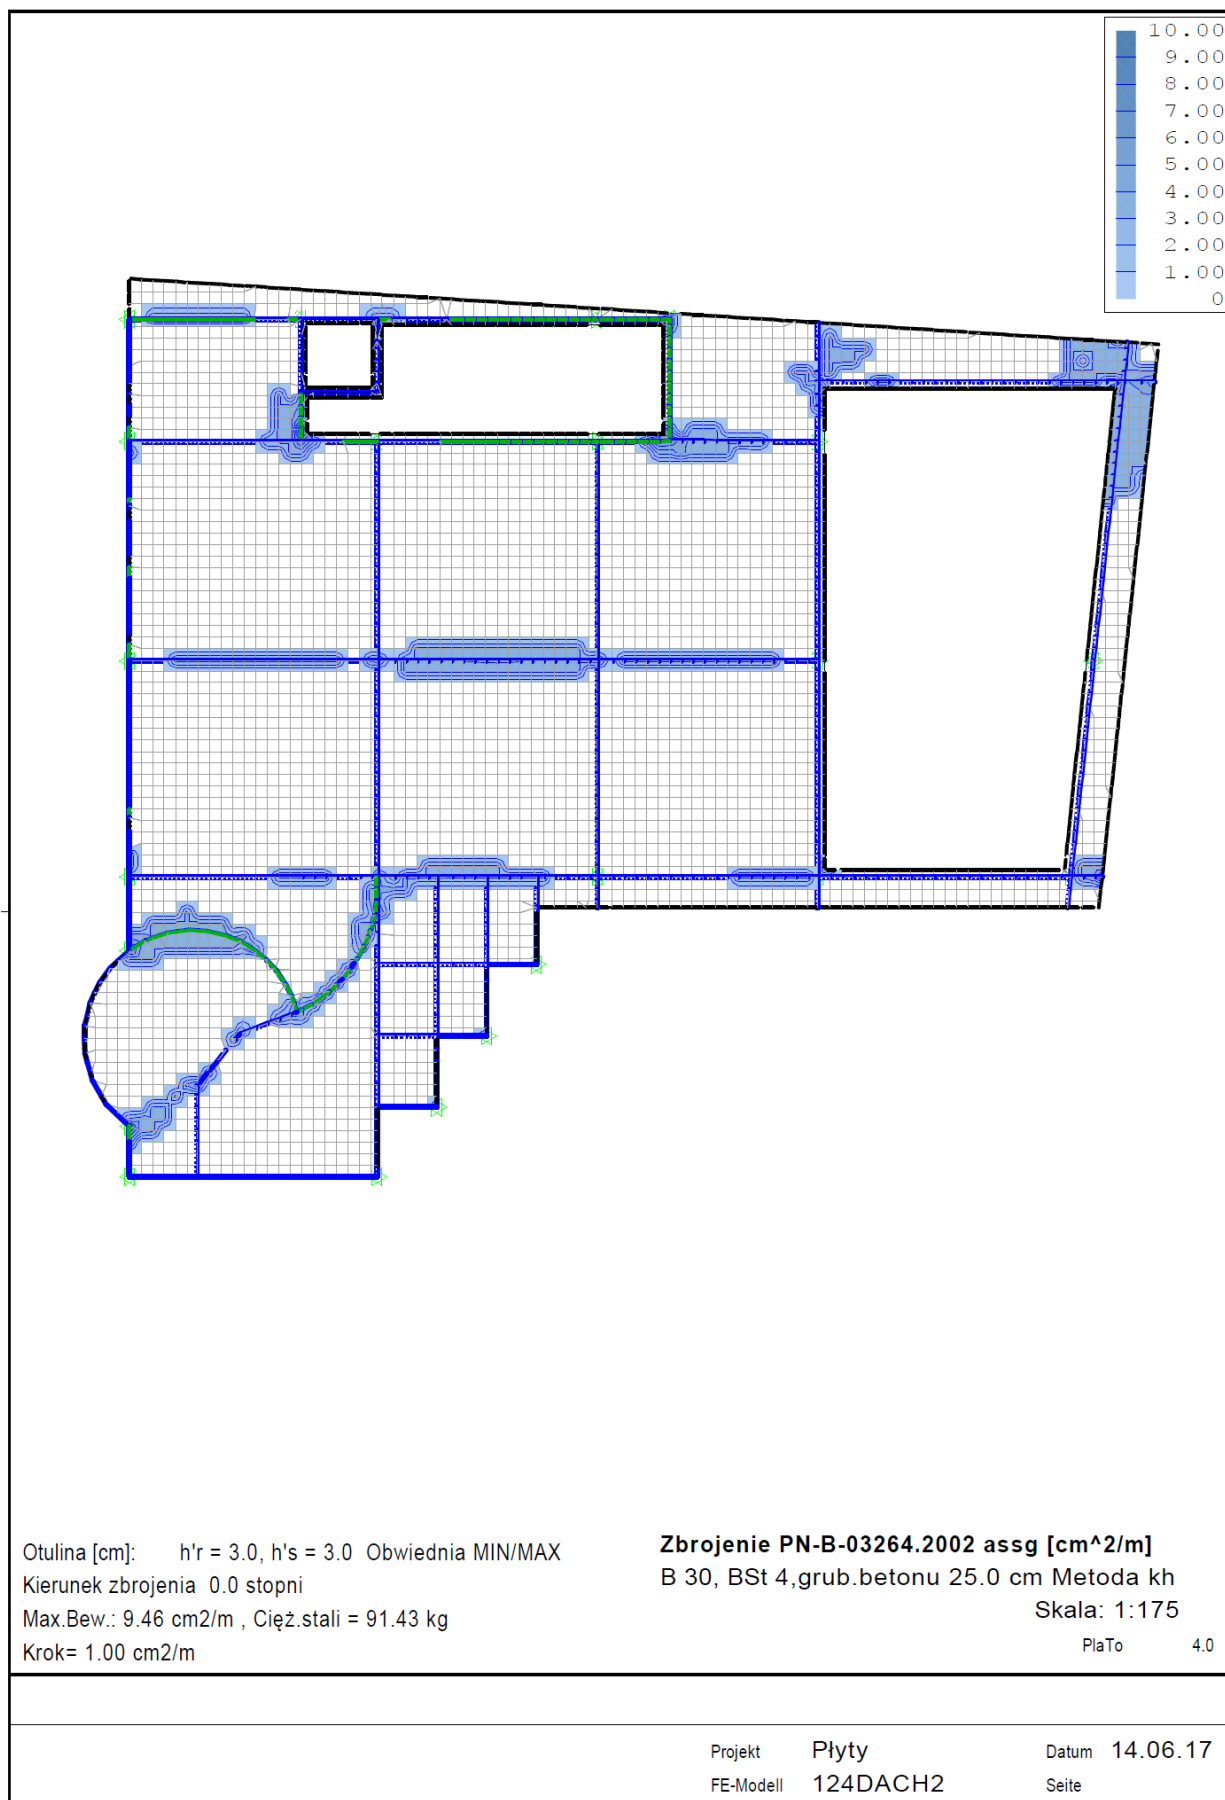 10.00
9.00
8.00
7.00
6.00
5.00
4.00
3.00
2.00
1.00
0
Otulina [cm]: h'r = 3.0, h's = 3.0 Obwiednia MIN/MAX
Kierunek zbrojenia 0.0 stopni
Max.Bew.: 9.46 cm2/m , Cięż.stali = 91.43 kg
Krok= 1.00 cm2/m
Zbrojenie PN-B-03264.2002 assg [cm^2/m]
B 30, BSt 4,grub.betonu 25.0 cm Metoda kh
Skala: 1:175
PlaTo 4.0
Projekt Płyty Datum 14.06.17
FE-Modell 124DACH2 Seite